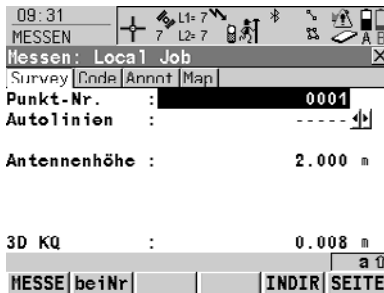 09:31
MESSEN
7 L1= 7
L2= 7
A B
Messen: Local Job X
Survey Code Annot Map
Punkt-Nr. : 0001
Autolinien : -----
Antennenhöhe : 2.000 m
3D KQ : 0.008 m
a
MESSE beiNr INDIR SEITE